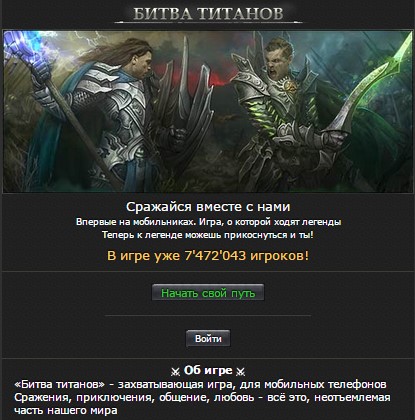 БИТВА ТИТАНОВ
Сражайся вместе с нами
Впервые на мобильниках. Игра, о которой ходят легенды
Теперь к легенде можешь прикоснуться и ты!
В игре уже 7'472'043 игроков!
Начать свой путь
Войти
Об игре
«Битва титанов» - захватывающая игра, для мобильных телефонов
Сражения, приключения, общение, любовь - всё это, неотъемлемая
часть нашего мира